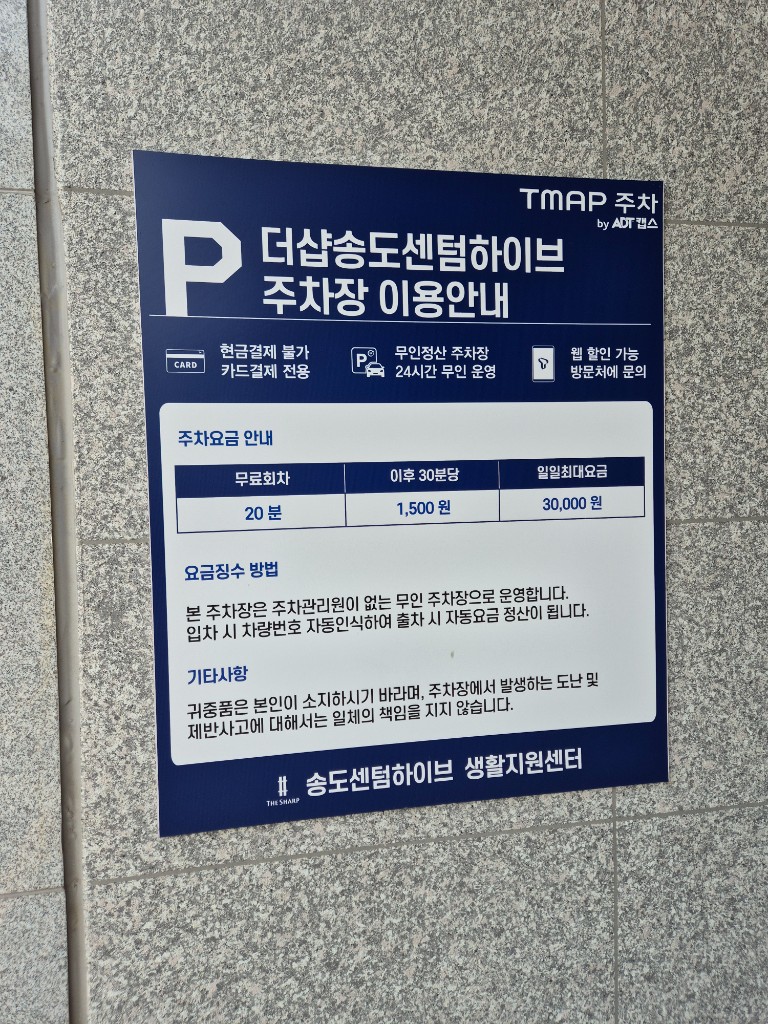 TMAP 주차
by ADT캡스
P
더샵송도센텀하이브
주차장 이용안내
CARD
현금결제 불가
카드결제 전용
P
무인정산 주차장
24시간 무인 운영
웹 할인 가능
방문처에 문의
주차요금 안내
무료회차 이후 30분당 일일최대요금
20 분 1,500 원 30,000 원
요금징수 방법
본 주차장은 주차관리원이 없는 무인 주차장으로 운영합니다.
입차 시 차량번호 자동인식하여 출차 시 자동요금 정산이 됩니다.
기타사항
귀중품은 본인이 소지하시기 바라며, 주차장에서 발생하는 도난 및
제반사고에 대해서는 일체의 책임을 지지 않습니다.
THE SHARP
송도센텀하이브 생활지원센터